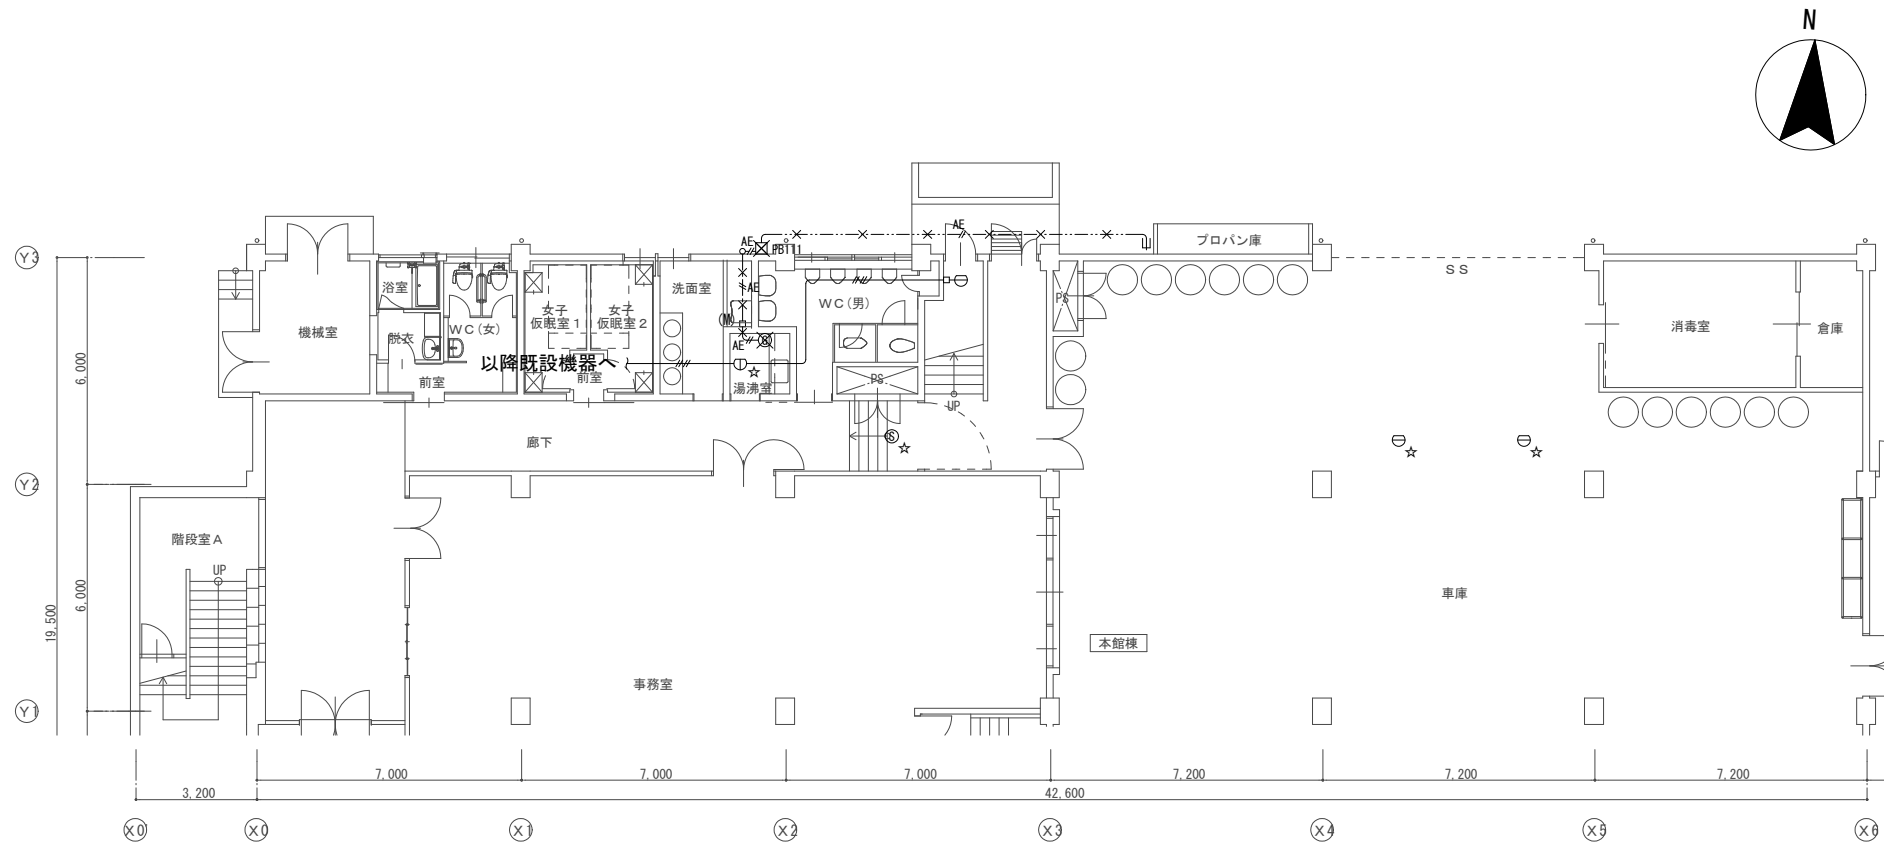 N
Y3
プロパン庫
SS
AE
AE
PB111
AE
(M)
AE
S
浴室
脱衣
WC(女)
機械室
女子
仮眠室1
女子
仮眠室2
洗面室
WC(男)
PS
消毒室
倉庫
以降既設機器へ
前室
前室
湯沸室
☆
PS
UP
廊下
S
☆
☆
☆
6,000
Y2
階段室A
UP
19,500
6,000
車庫
本館棟
事務室
Y1
7,000
7,000
7,000
7,200
7,200
7,200
3,200
42,600
X0'
X0
X1
X2
X3
X4
X5
X6